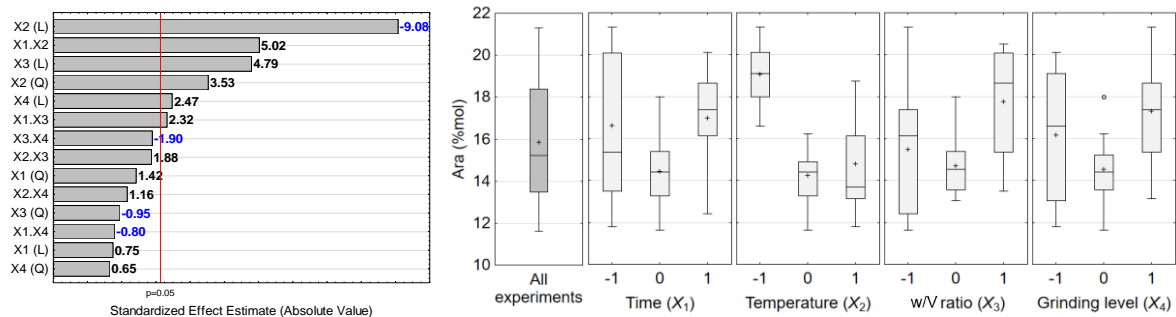 X2 (L) -9.08
X1.X2 5.02
X3 (L) 4.79
X2 (Q) 3.53
X4 (L) 2.47
X1.X3 2.32
X3.X4 -1.90
X2.X3 1.88
X1 (Q) 1.42
X2.X4 1.16
X3 (Q) -0.95
X1.X4 -0.80
X1 (L) 0.75
X4 (Q) 0.65
p=0.05
Standardized Effect Estimate (Absolute Value)
Ara (%mol)
22
20
18
16
14
12
10
All
experiments
-1 0 1
Time (X1)
-1 0 1
Temperature (X2)
-1 0 1
w/V ratio (X3)
-1 0 1
Grinding level (X4)